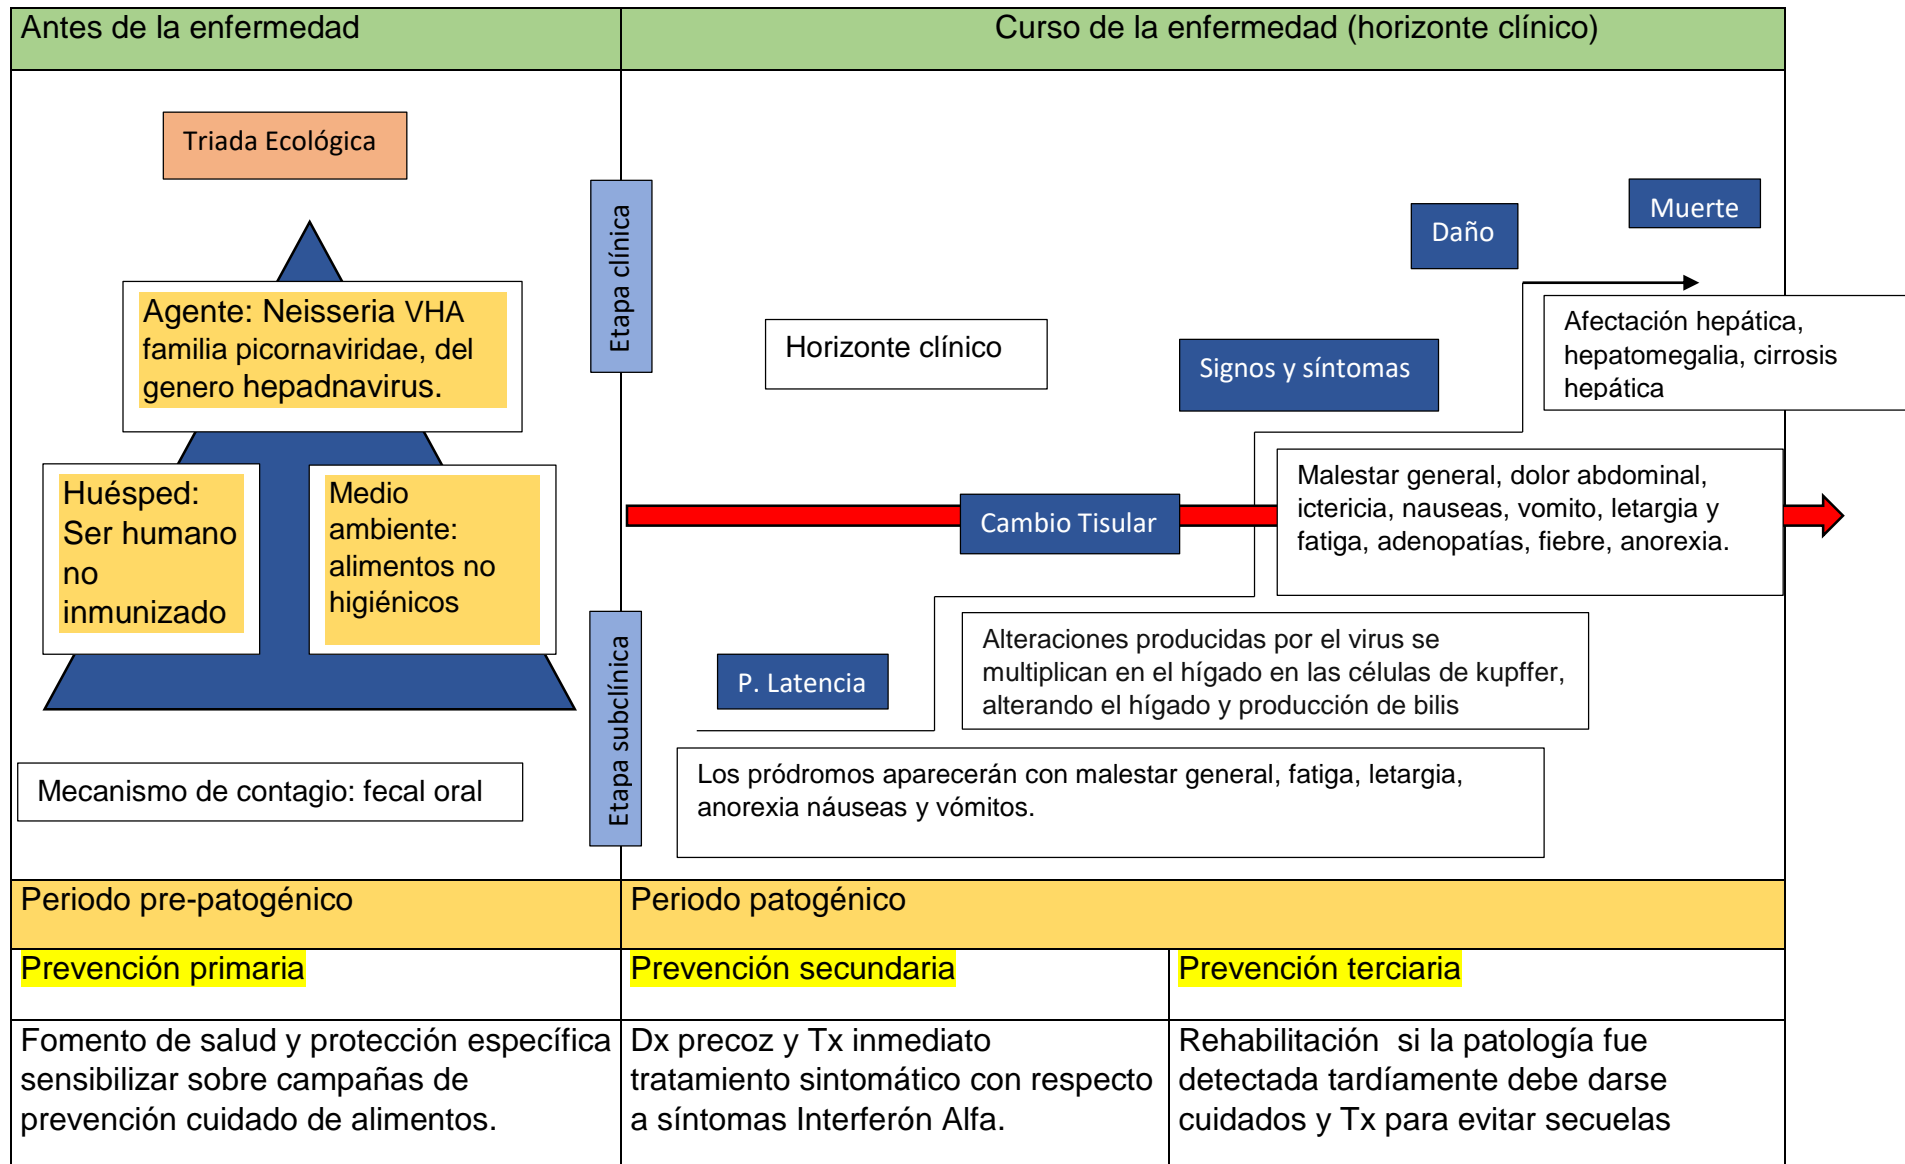 Antes de la enfermedad
Curso de la enfermedad (horizonte clínico)
Triada Ecológica
Agente: Neisseria VHA
familia picornaviridae, del
genero hepadnavirus.
Huésped:
Ser humano
no
inmunizado
Medio
ambiente:
alimentos no
higiénicos
Mecanismo de contagio: fecal oral
Etapa clínica
Etapa subclínica
Horizonte clínico
Muerte
Daño
Afectación hepática,
hepatomegalia, cirrosis
hepática
Signos y síntomas
Malestar general, dolor abdominal,
ictericia, nauseas, vomito, letargia y
fatiga, adenopatías, fiebre, anorexia.
Cambio Tisular
Alteraciones producidas por el virus se
multiplican en el hígado en las células de kupffer,
alterando el hígado y producción de bilis
P. Latencia
Los pródromos aparecerán con malestar general, fatiga, letargia,
anorexia náuseas y vómitos.
Periodo pre-patogénico
Periodo patogénico
Prevención primaria
Prevención secundaria
Prevención terciaria
Fomento de salud y protección específica
sensibilizar sobre campañas de
prevención cuidado de alimentos.
Dx precoz y Tx inmediato
tratamiento sintomático con respecto
a síntomas Interferón Alfa.
Rehabilitación si la patología fue
detectada tardíamente debe darse
cuidados y Tx para evitar secuelas